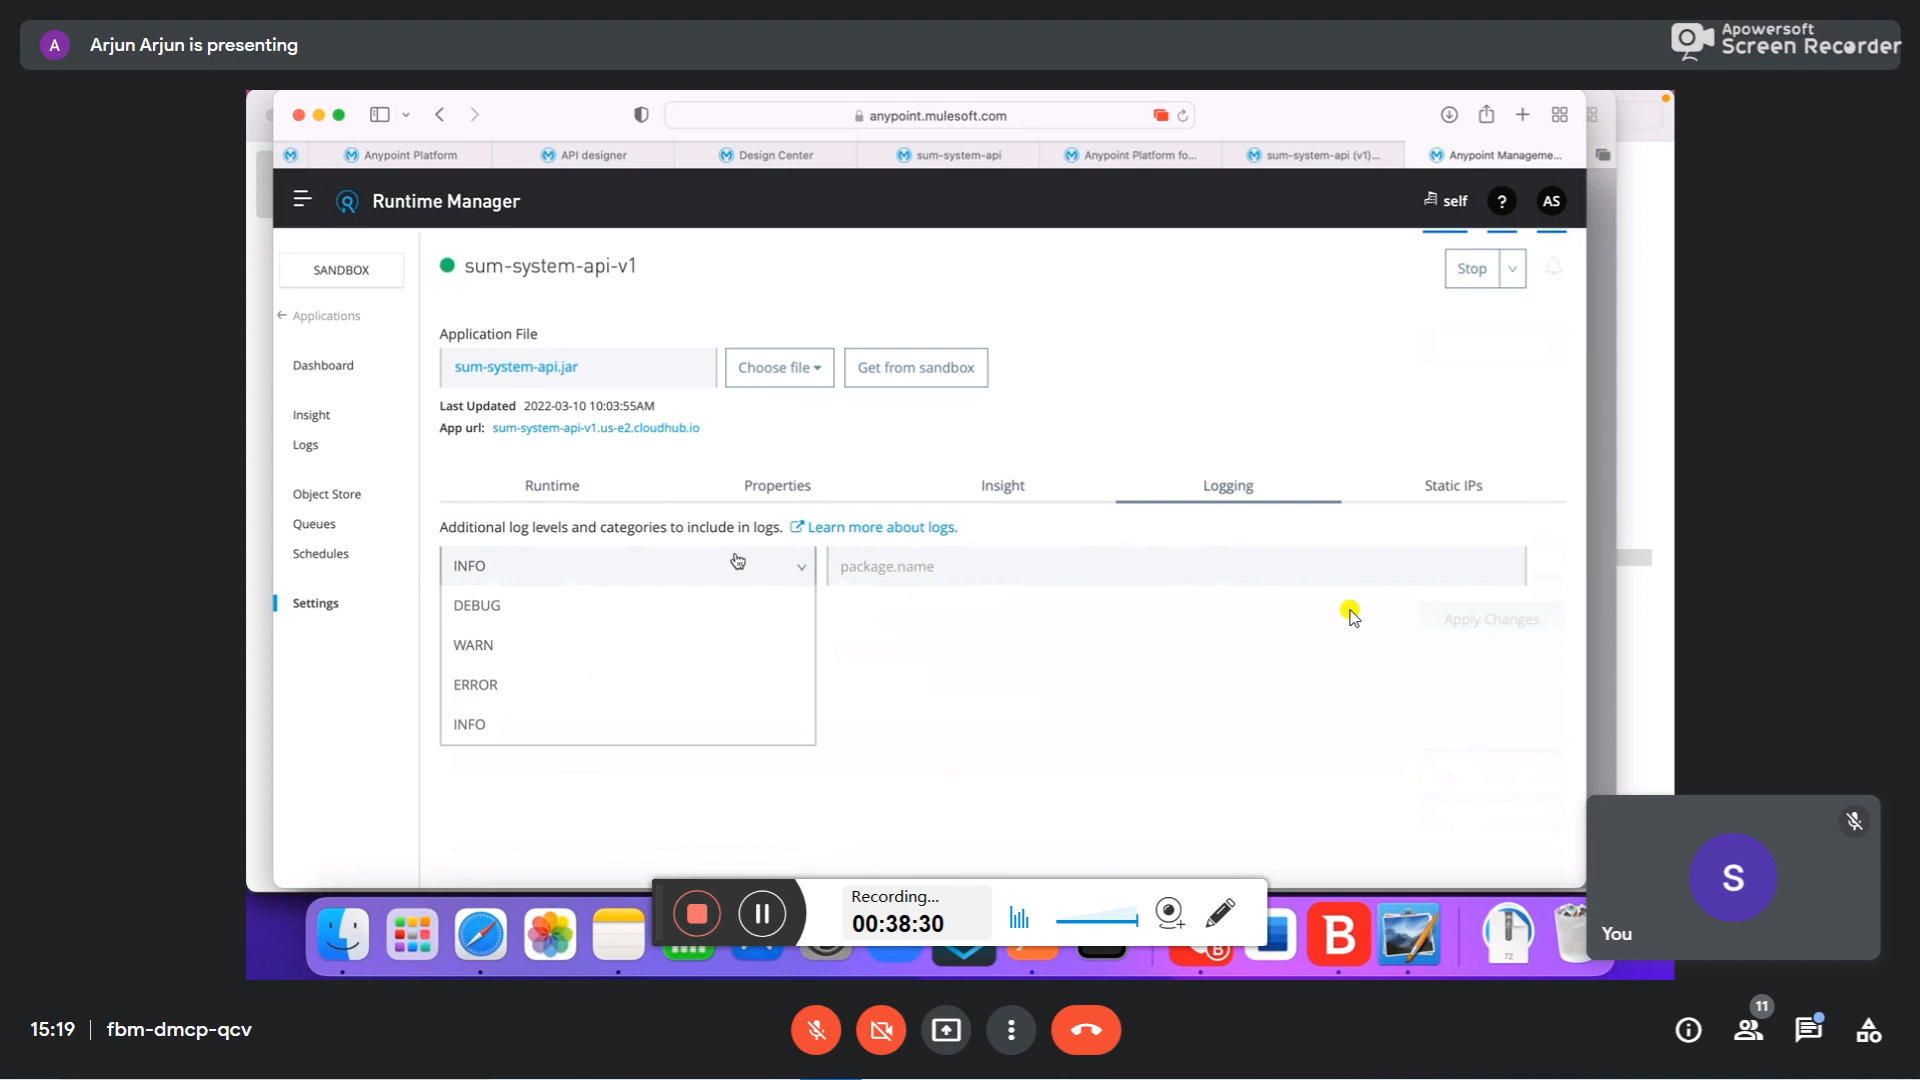 A Arjun Arjun is presenting
Apowersoft
Screen Recorder
anypoint.mulesoft.com
Anypoint Platform API designer Design Center sum-system-api Anypoint Platform fo... sum-system-api (v1)... Anypoint Manageme...
Runtime Manager self ? AS
SANDBOX
Applications
Dashboard
Insight
Logs
Object Store
Queues
Schedules
Settings
sum-system-api-v1
Stop
Application File
sum-system-api.jar Choose file Get from sandbox
Last Updated 2022-03-10 10:03:55AM
App url: sum-system-api-v1.us-e2.cloudhub.io
Runtime Properties Insight Logging Static IPs
Additional log levels and categories to include in logs. Learn more about logs.
INFO package.name
DEBUG
WARN
ERROR
INFO
Apply Changes
Recording...
00:38:30
B
B
7Z
S
You
15:19 | fbm-dmcp-qcv
11